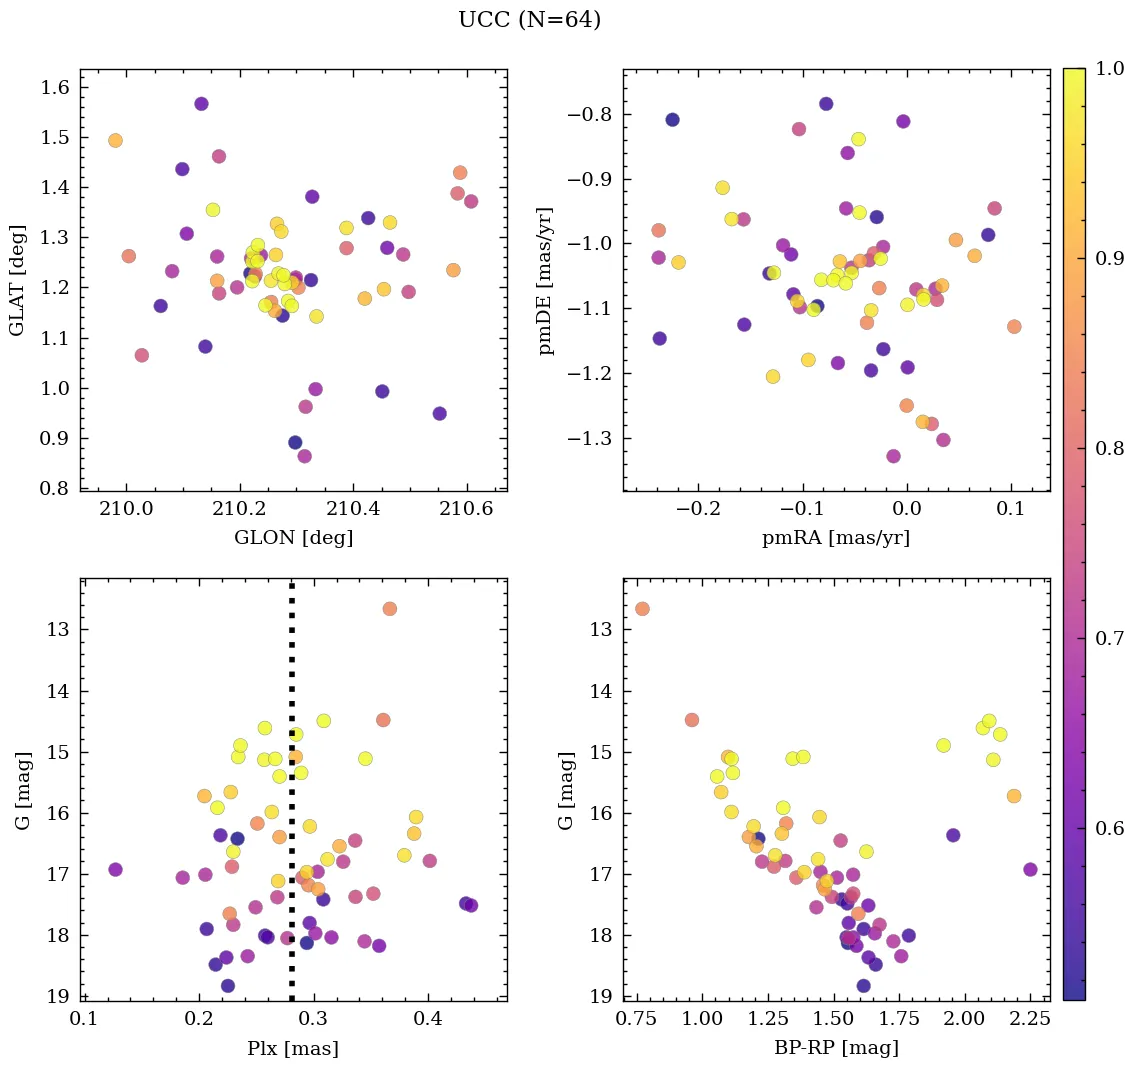 UCC (N=64)
1.6
1.5
1.4
1.3
1.2
1.1
1.0
0.9
0.8
GLAT [deg]
210.0 210.2 210.4 210.6
GLON [deg]
−0.8
−0.9
−1.0
−1.1
−1.2
−1.3
pmDE [mas/yr]
−0.2 −0.1 0.0 0.1
pmRA [mas/yr]
13
14
15
16
17
18
19
G [mag]
0.1 0.2 0.3 0.4
Plx [mas]
13
14
15
16
17
18
19
G [mag]
0.75 1.00 1.25 1.50 1.75 2.00 2.25
BP-RP [mag]
1.0
0.9
0.8
0.7
0.6